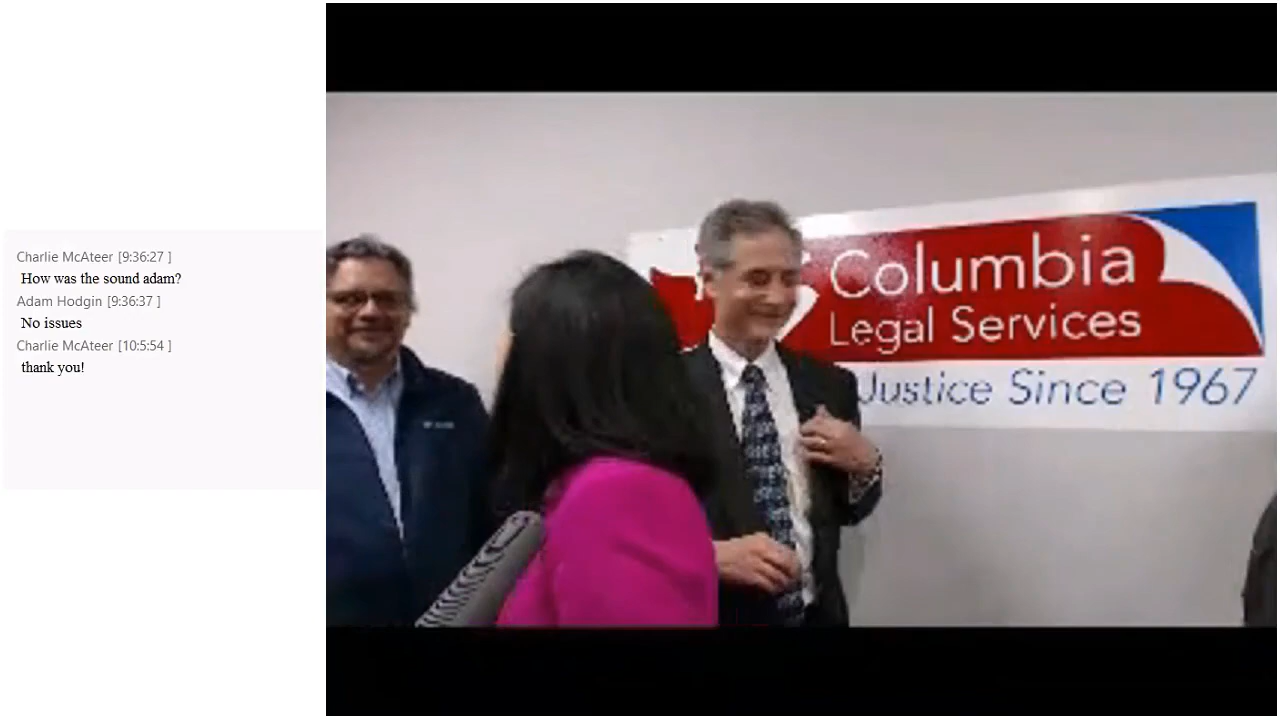 Charlie McAteer [9:36:27 ]
How was the sound adam?
Adam Hodgin [9:36:37 ]
No issues
Charlie McAteer [10:5:54 ]
thank you!
Columbia
Legal Services
Justice Since 1967